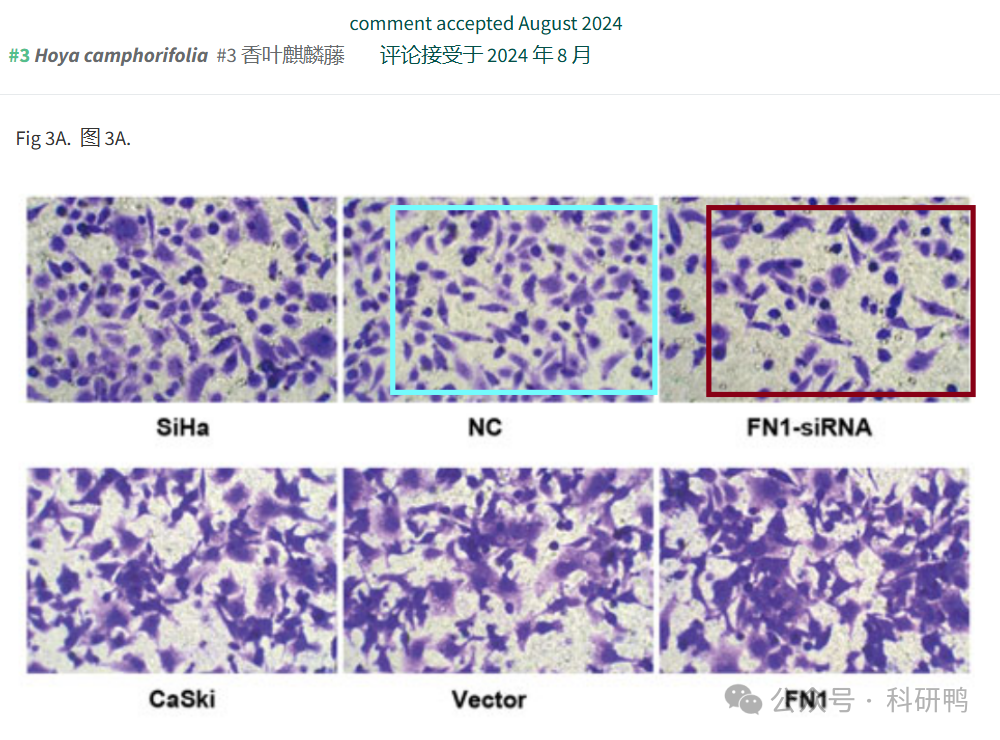 comment accepted August 2024
#3 Hoya camphorifolia #3 香叶麒麟藤 评论接受于 2024 年 8 月
Fig 3A. 图 3A.
SiHa NC FN1-siRNA
CaSki Vector FN1
公众号 · 科研鸭